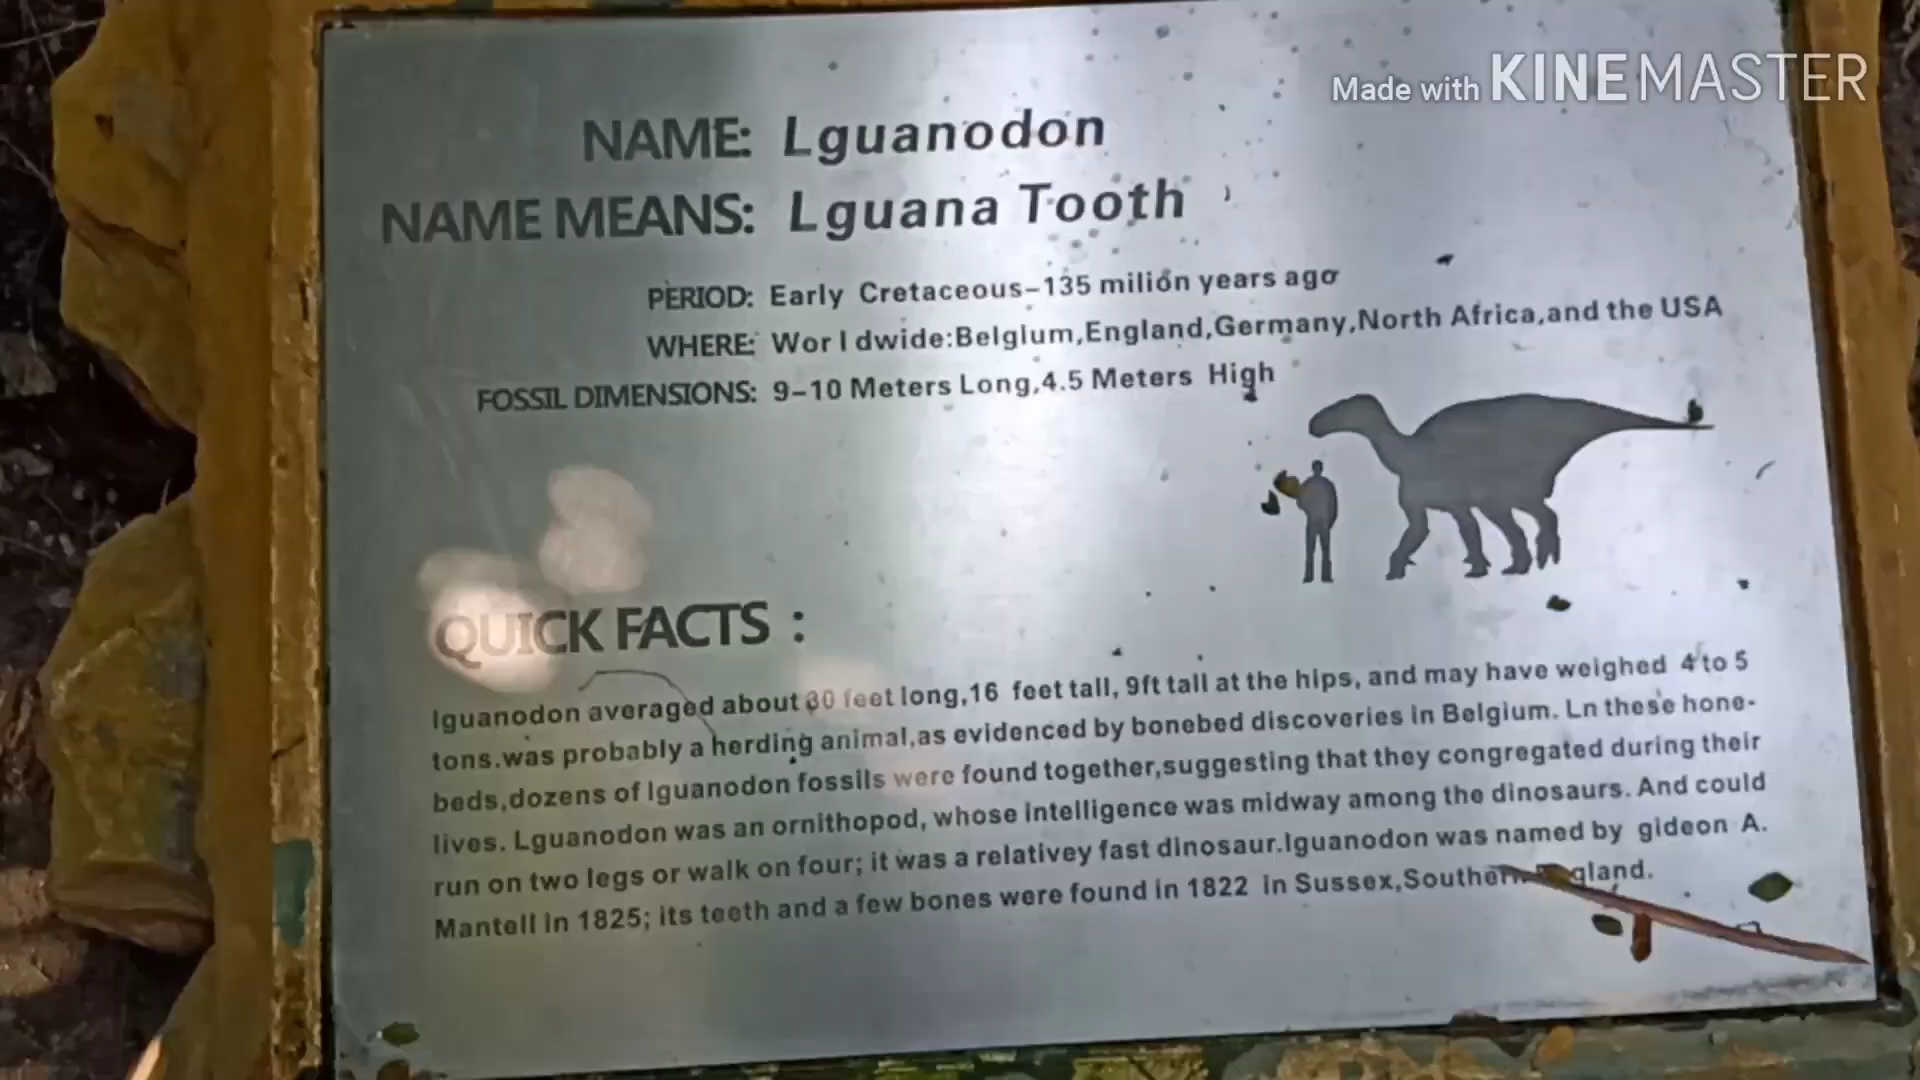 Made with KINEMASTER
NAME: Lguanodon
NAME MEANS: Lguana Tooth
PERIOD: Early Cretaceous-135 milion years ago
WHERE: Wor l dwide:Belglum,England,Germany,North Africa,and the USA
FOSSIL DIMENSIONS: 9-10 Meters Long,4.5 Meters High
QUICK FACTS :
Iguanodon averaged about 30 feet long,16 feet tall, 9ft tall at the hips, and may have weighed 4 to 5
tons.was probably a herding animal,as evidenced by bonebed discoveries in Belgium. Ln these hone-
beds,dozens of Iguanodon fossils were found together,suggesting that they congregated during their
lives. Lguanodon was an ornithopod, whose intelligence was midway among the dinosaurs. And could
run on two legs or walk on four; it was a relativey fast dinosaur.Iguanodon was named by gideon A.
Mantell in 1825; its teeth and a few bones were found in 1822 in Sussex,Southern England.